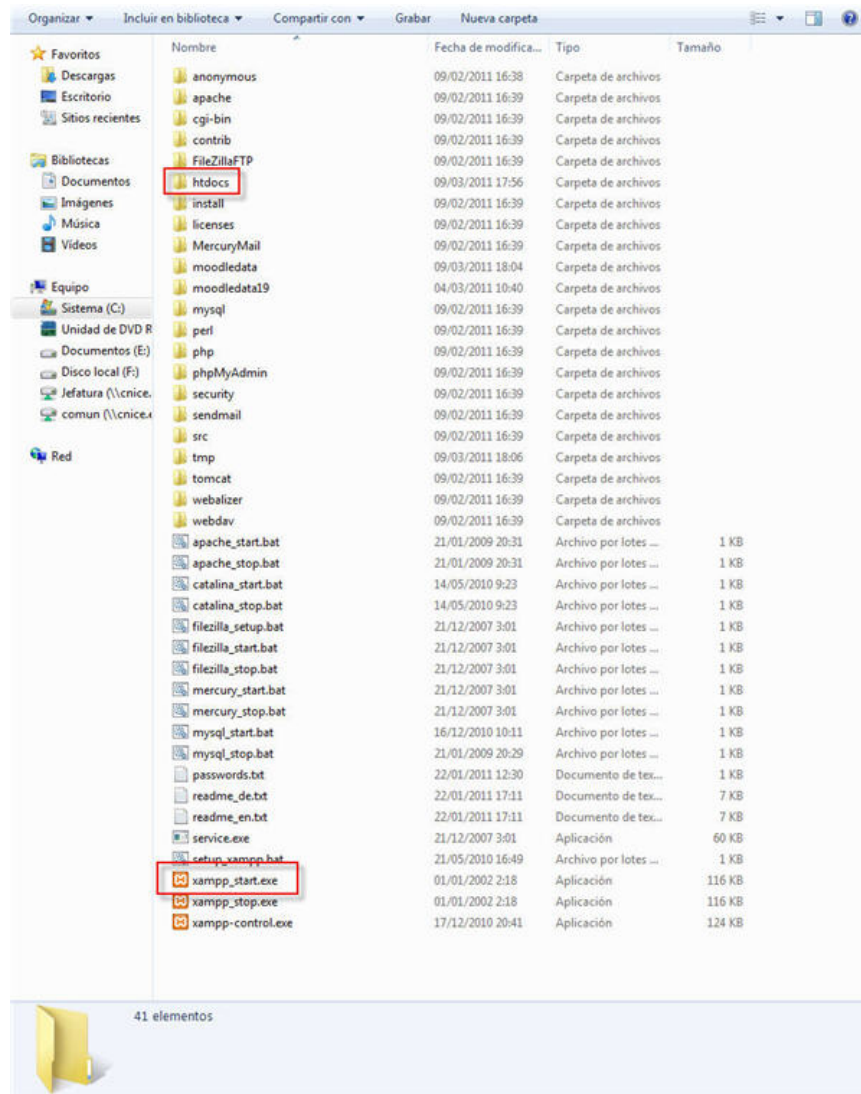 Organizar Incluir en biblioteca Compartir con Grabar Nueva carpeta
Favoritos
Descargas
Escritorio
Sitios recientes
Bibliotecas
Documentos
Imágenes
Música
Vídeos
Equipo
Sistema (C:)
Unidad de DVD R
Documentos (E:)
Disco local (F:)
Jefatura (\\cnice.
comun (\\cnice.e
Red
Nombre Fecha de modifica... Tipo Tamaño
anonymous 09/02/2011 16:38 Carpeta de archivos
apache 09/02/2011 16:39 Carpeta de archivos
cgi-bin 09/02/2011 16:39 Carpeta de archivos
contrib 09/02/2011 16:39 Carpeta de archivos
FileZillaFTP 09/02/2011 16:39 Carpeta de archivos
htdocs 09/03/2011 17:56 Carpeta de archivos
install 09/02/2011 16:39 Carpeta de archivos
licenses 09/02/2011 16:39 Carpeta de archivos
MercuryMail 09/02/2011 16:39 Carpeta de archivos
moodledata 09/03/2011 18:04 Carpeta de archivos
moodledata19 04/03/2011 10:40 Carpeta de archivos
mysql 09/02/2011 16:39 Carpeta de archivos
perl 09/02/2011 16:39 Carpeta de archivos
php 09/02/2011 16:39 Carpeta de archivos
phpMyAdmin 09/02/2011 16:39 Carpeta de archivos
security 09/02/2011 16:39 Carpeta de archivos
sendmail 09/02/2011 16:39 Carpeta de archivos
src 09/02/2011 16:39 Carpeta de archivos
tmp 09/03/2011 18:06 Carpeta de archivos
tomcat 09/02/2011 16:39 Carpeta de archivos
webalizer 09/02/2011 16:39 Carpeta de archivos
webdav 09/02/2011 16:39 Carpeta de archivos
apache_start.bat 21/01/2009 20:31 Archivo por lotes ... 1 KB
apache_stop.bat 21/01/2009 20:31 Archivo por lotes ... 1 KB
catalina_start.bat 14/05/2010 9:23 Archivo por lotes ... 1 KB
catalina_stop.bat 14/05/2010 9:23 Archivo por lotes ... 1 KB
filezilla_setup.bat 21/12/2007 3:01 Archivo por lotes ... 1 KB
filezilla_start.bat 21/12/2007 3:01 Archivo por lotes ... 1 KB
filezilla_stop.bat 21/12/2007 3:01 Archivo por lotes ... 1 KB
mercury_start.bat 21/12/2007 3:01 Archivo por lotes ... 1 KB
mercury_stop.bat 21/12/2007 3:01 Archivo por lotes ... 1 KB
mysql_start.bat 16/12/2010 10:11 Archivo por lotes ... 1 KB
mysql_stop.bat 21/01/2009 20:29 Archivo por lotes ... 1 KB
passwords.txt 22/01/2011 12:30 Documento de tex... 1 KB
readme_de.txt 22/01/2011 17:11 Documento de tex... 7 KB
readme_en.txt 22/01/2011 17:11 Documento de tex... 7 KB
service.exe 21/12/2007 3:01 Aplicación 60 KB
setup_xampp.bat 21/05/2010 16:49 Archivo por lotes ... 1 KB
xampp_start.exe 01/01/2002 2:18 Aplicación 116 KB
xampp_stop.exe 01/01/2002 2:18 Aplicación 116 KB
xampp-control.exe 17/12/2010 20:41 Aplicación 124 KB
41 elementos